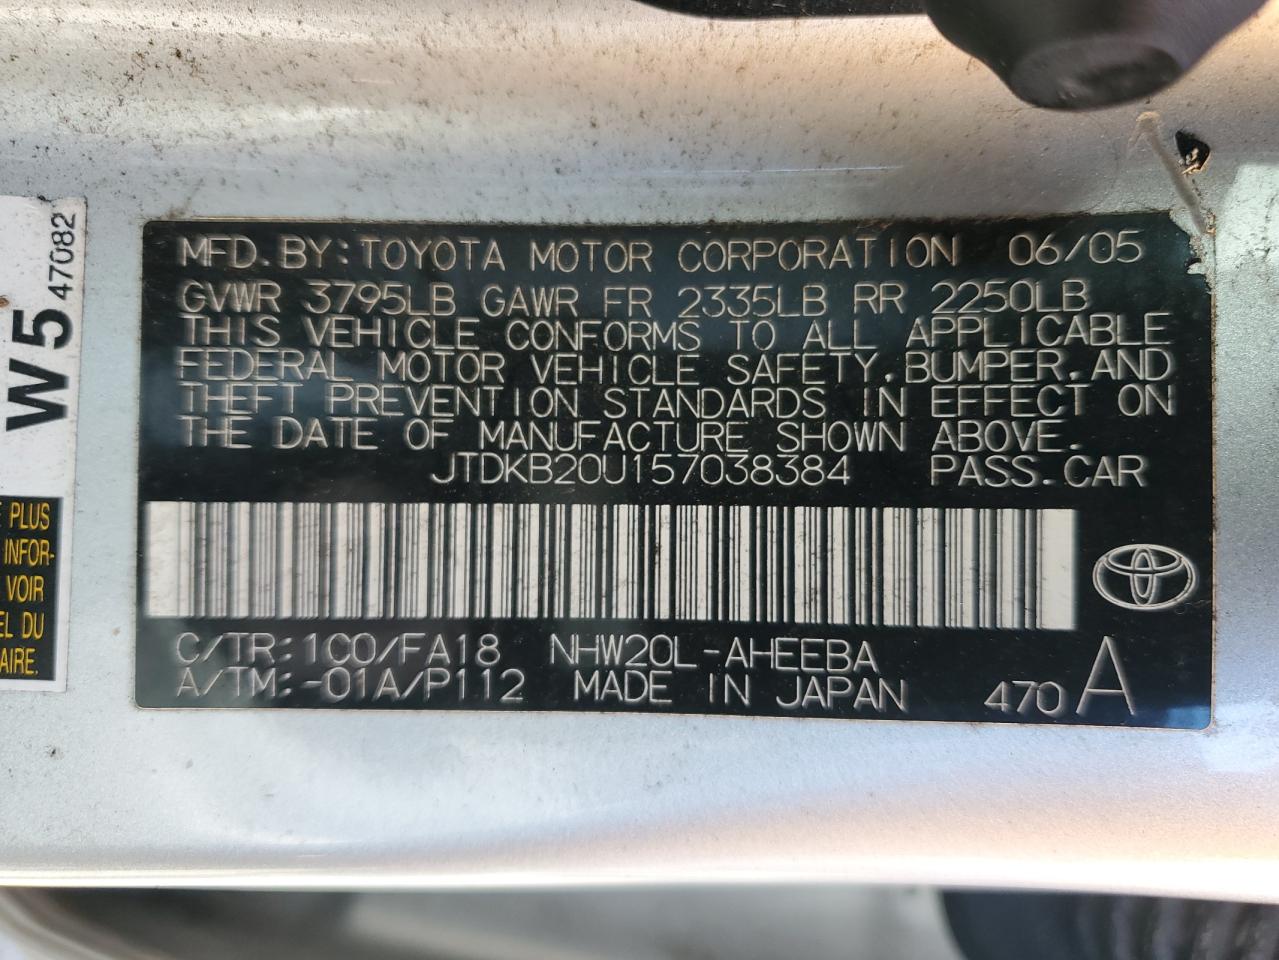 MFD.BY:TOYOTA MOTOR CORPORATION 06/05
GVWR 3795LB GAWR FR 2335LB RR 2250LB
THIS VEHICLE CONFORMS TO ALL APPLICABLE
FEDERAL MOTOR VEHICLE SAFETY,BUMPER,AND
THEFT PREVENTION STANDARDS IN EFFECT ON
THE DATE OF MANUFACTURE SHOWN ABOVE.
JTDKB20U157038384 PASS.CAR
C/TR:1C0/FA18 NHW20L-AHEEBA
A/TM:-01A/P112 MADE IN JAPAN 470 A
W5 47082
PLUS
INFOR-
VOIR
DU
AIRE.